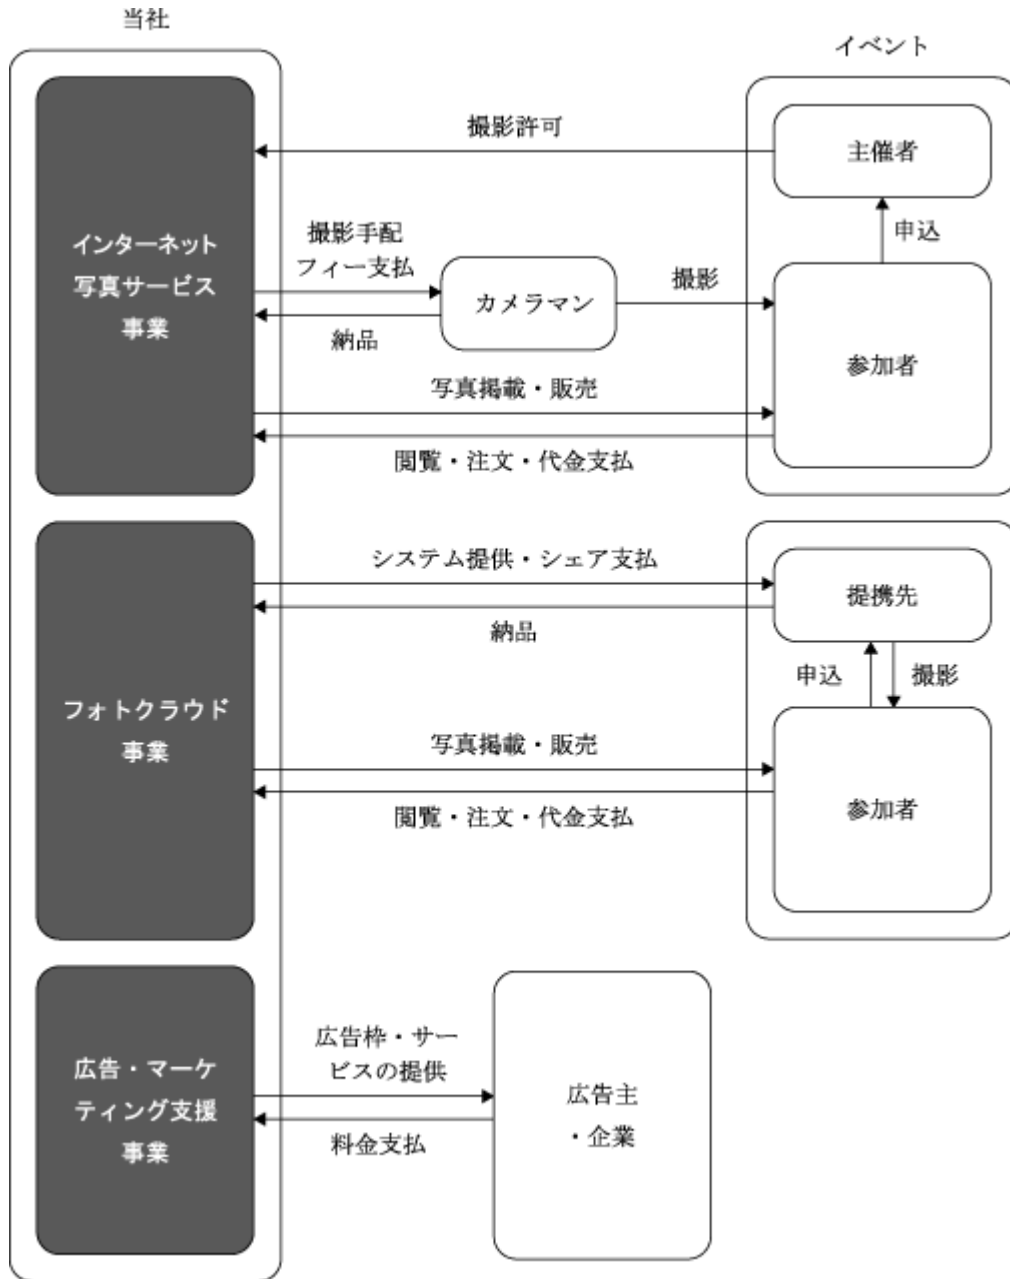 当社
イベント
撮影許可
主催者
申込
インターネット
写真サービス
事業
撮影手配
フィー支払
カメラマン
撮影
納品
参加者
写真掲載・販売
閲覧・注文・代金支払
システム提供・シェア支払
提携先
納品
申込
撮影
フォトクラウド
事業
写真掲載・販売
閲覧・注文・代金支払
参加者
広告・マーケ
ティング支援
事業
広告枠・サー
ビスの提供
料金支払
広告主
・企業